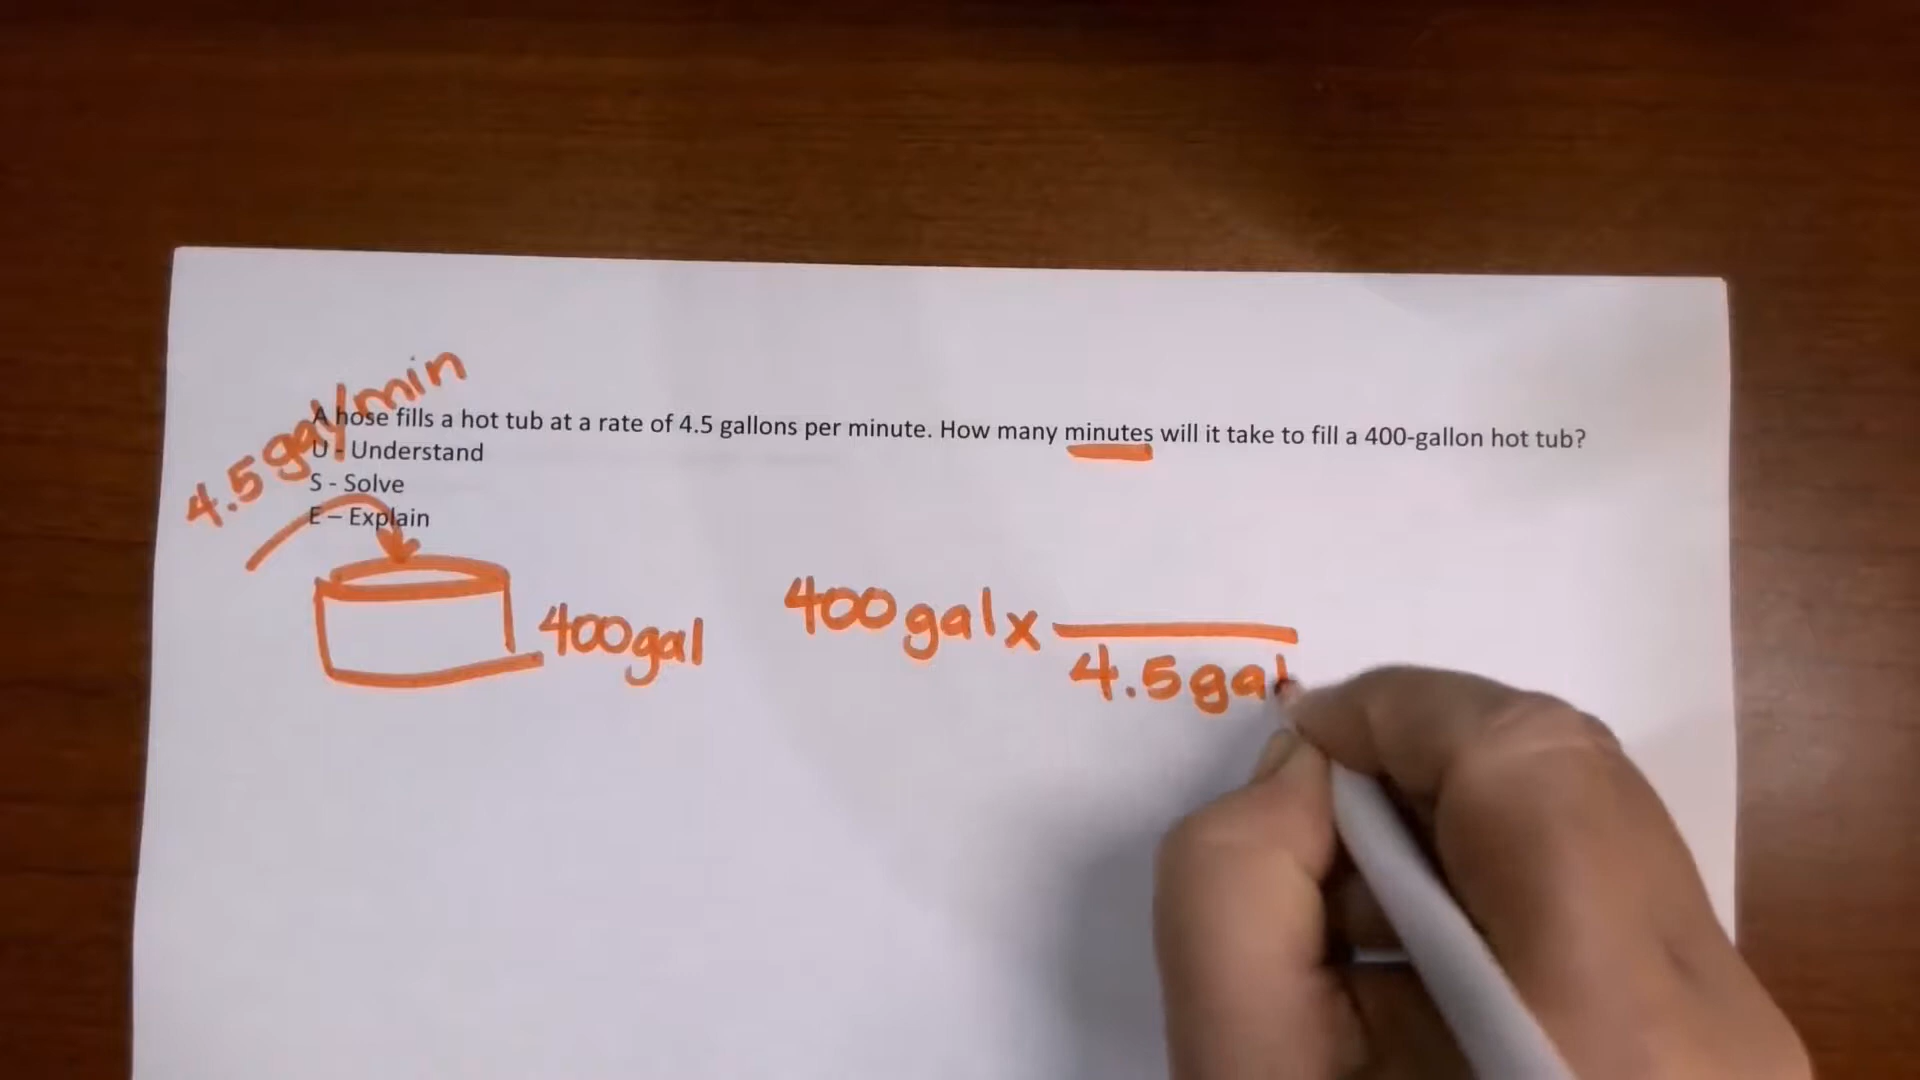 4.5gal/min
A hose fills a hot tub at a rate of 4.5 gallons per minute. How many minutes will it take to fill a 400-gallon hot tub?
U - Understand
S - Solve
E – Explain
400gal
400galx
4.5gal